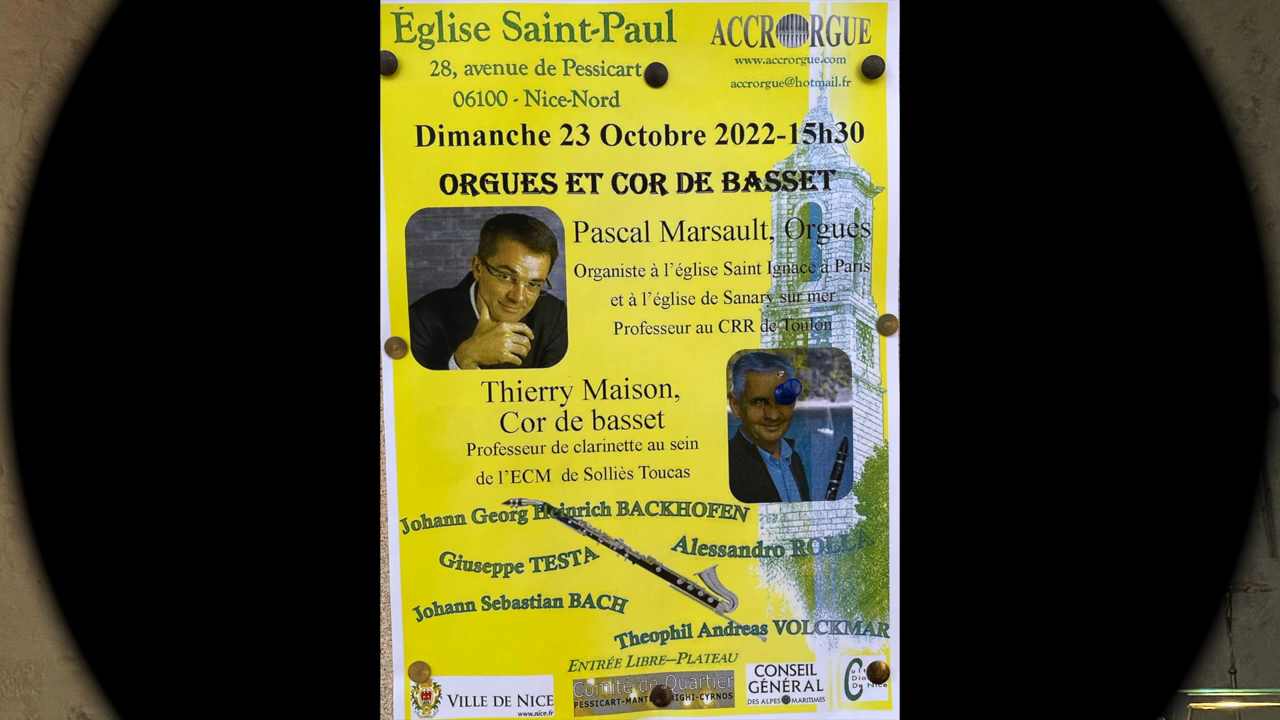 Église Saint-Paul
ACCRORGUE
www.accrorgue.com
28, avenue de Pessicart
accrorgue@hotmail.fr
06100 - Nice-Nord
Dimanche 23 Octobre 2022-15h30
ORGUES ET COR DE BASSET
Pascal Marsault, Orgues
Organiste à l'église Saint Ignace à Paris
et à l'église de Sanary sur mer
Professeur au CRR de Toulon
Thierry Maison,
Cor de basset
Professeur de clarinette au sein
de l'ECM de Solliès Toucas
Johann Georg Heinrich BACKHOFEN
Alessandro ROLLA
Giuseppe TESTA
Johann Sebastian BACH
Theophil Andreas VOLCKMAR
ENTRÉE LIBRE–PLATEAU
VILLE DE NICE
www.nice.fr
Comité de Quartier
CONSEIL
GÉNÉRAL
DES ALPES MARITIMES
De Nice